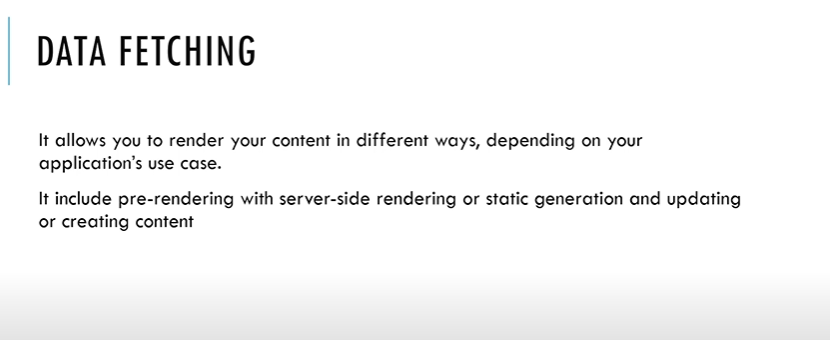 DATA FETCHING
It allows you to render your content in different ways, depending on your
application's use case.
It include pre-rendering with server-side rendering or static generation and updating
or creating content